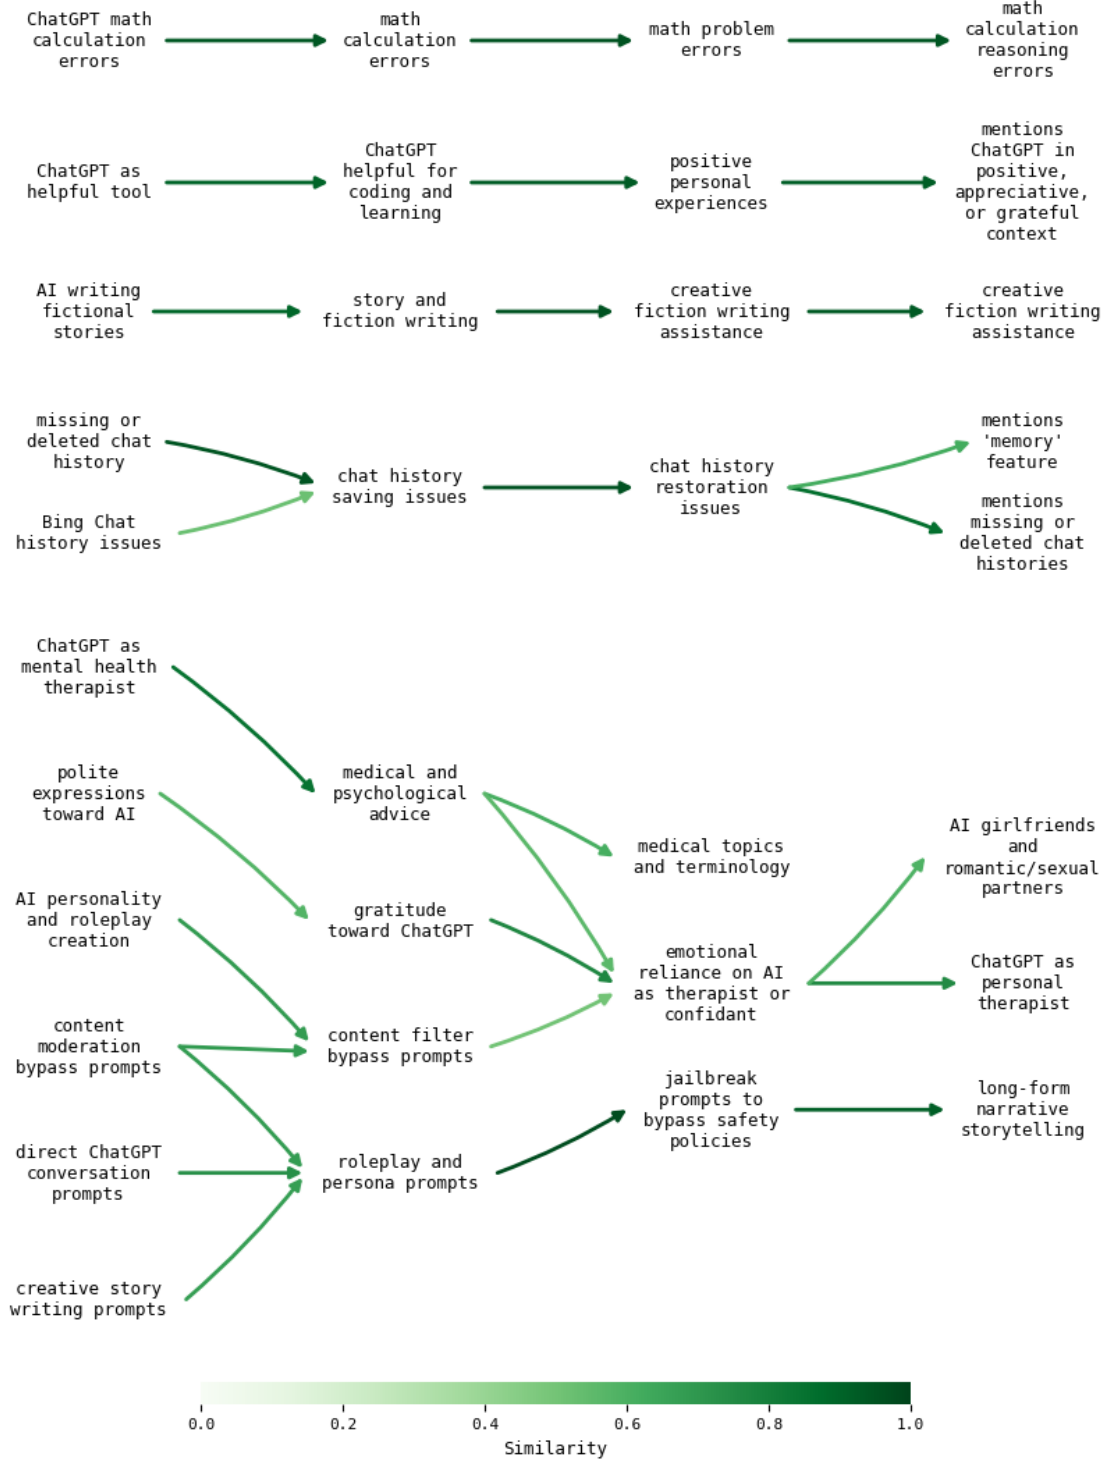 ChatGPT math
calculation
errors
math
calculation
errors
math problem
errors
math
calculation
reasoning
errors
ChatGPT as
helpful tool
ChatGPT
helpful for
coding and
learning
positive
personal
experiences
mentions
ChatGPT in
positive,
appreciative,
or grateful
context
AI writing
fictional
stories
story and
fiction writing
creative
fiction writing
assistance
creative
fiction writing
assistance
missing or
deleted chat
history
Bing Chat
history issues
chat history
saving issues
chat history
restoration
issues
mentions
'memory'
feature
mentions
missing or
deleted chat
histories
ChatGPT as
mental health
therapist
polite
expressions
toward AI
AI personality
and roleplay
creation
content
moderation
bypass prompts
direct ChatGPT
conversation
prompts
creative story
writing prompts
medical and
psychological
advice
gratitude
toward ChatGPT
content filter
bypass prompts
roleplay and
persona prompts
medical topics
and terminology
emotional
reliance on AI
as therapist or
confidant
jailbreak
prompts to
bypass safety
policies
AI girlfriends
and
romantic/sexual
partners
ChatGPT as
personal
therapist
long-form
narrative
storytelling
0.0 0.2 0.4 0.6 0.8 1.0
Similarity